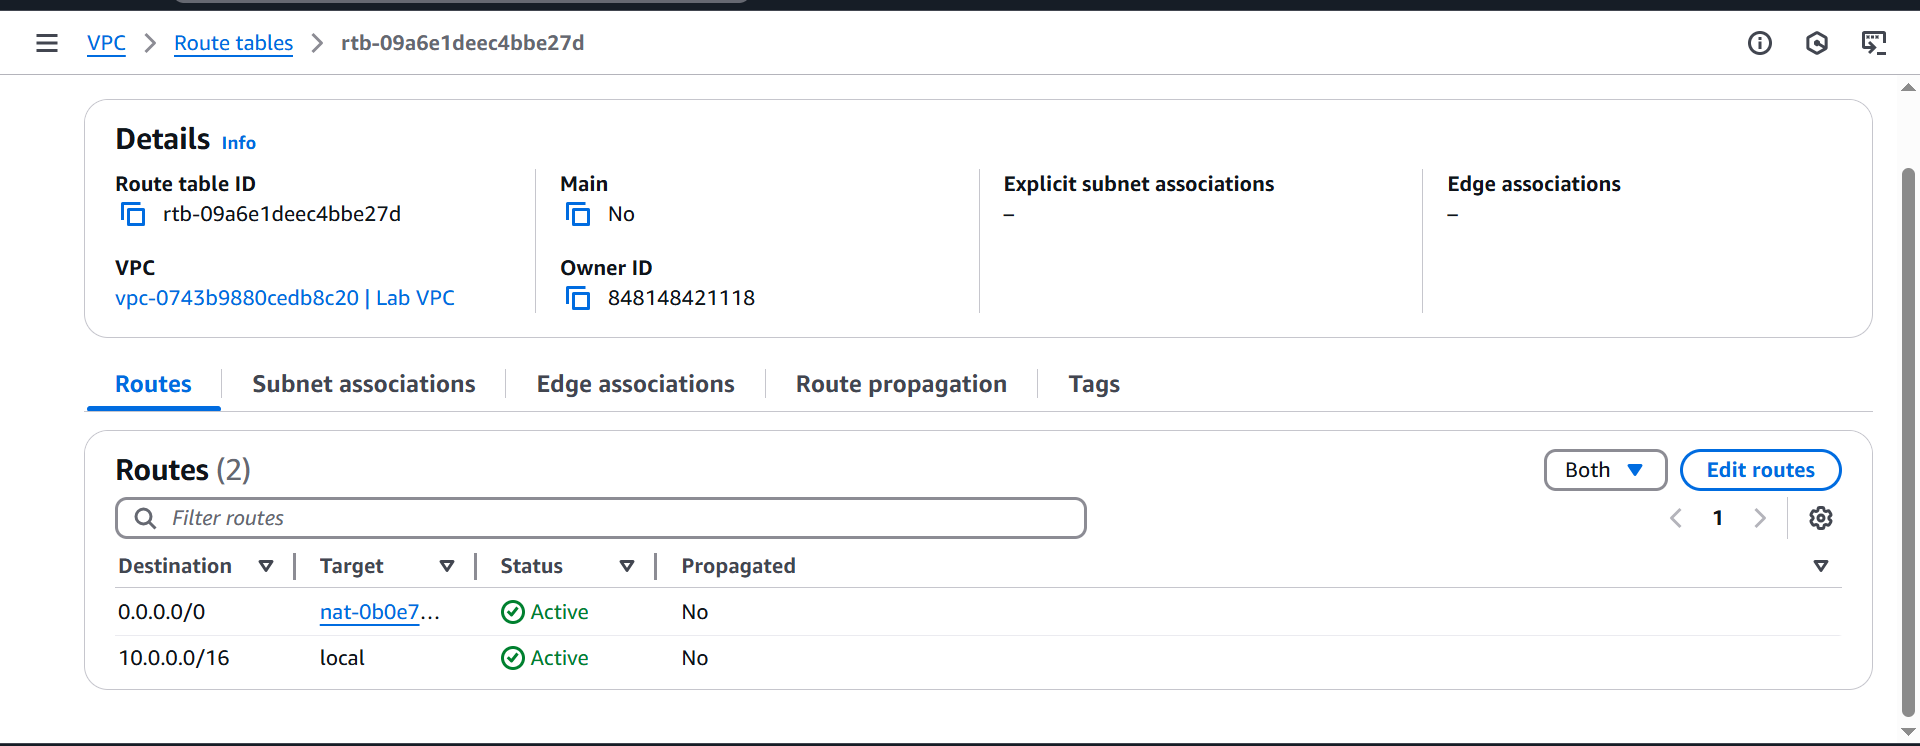 VPC > Route tables > rtb-09a6e1deec4bbe27d
Details Info
Route table ID
rtb-09a6e1deec4bbe27d
Main
No
Explicit subnet associations
–
Edge associations
–
VPC
vpc-0743b9880cedb8c20 | Lab VPC
Owner ID
848148421118
Routes Subnet associations Edge associations Route propagation Tags
Routes (2)
Both Edit routes
Filter routes
1
Destination Target Status Propagated
0.0.0.0/0 nat-0b0e7... Active No
10.0.0.0/16 local Active No